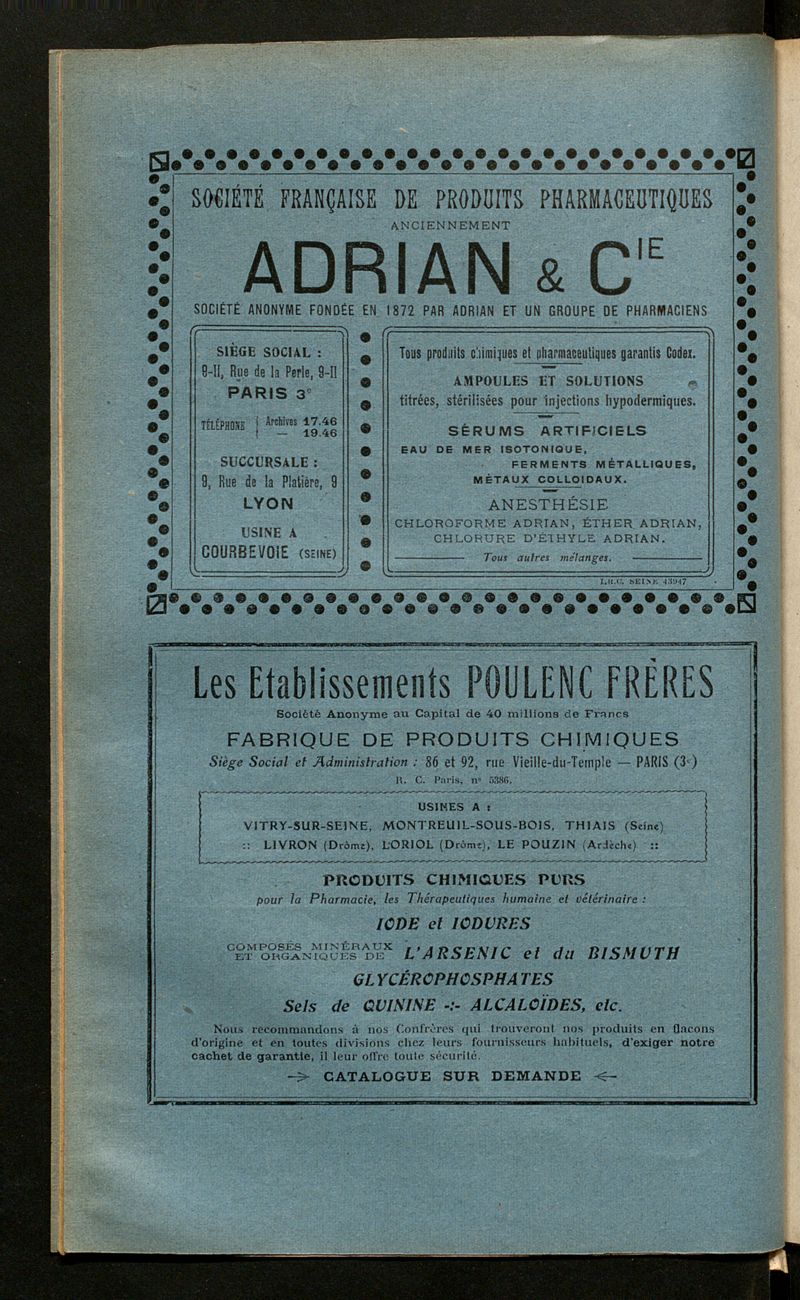 SOCIÉTÉ FRANÇAISE DE PRODUITS PHARMACEUTIQUES
ANCIENNEMENT
ADRIAN & CIE
SOCIÉTÉ ANONYME FONDÉE EN 1872 PAR ADRIAN ET UN GROUPE DE PHARMACIENS
SIÈGE SOCIAL :
9-11, Rue de la Perle, 9-11
PARIS 3e
TÉLÉPHONE { Archives 17.46
— 19.46
SUCCURSALE :
9, Rue de la Platière, 9
LYON
USINE A
COURBEVOIE (SEINE)
Tous produits chimiques et pharmaceutiques garantis Codex.
AMPOULES ET SOLUTIONS
titrées, stérilisées pour injections hypodermiques.
SÉRUMS ARTIFICIELS
EAU DE MER ISOTONIQUE,
FERMENTS MÉTALLIQUES,
MÉTAUX COLLOIDAUX.
ANESTHÉSIE
CHLOROFORME ADRIAN, ÉTHER ADRIAN,
CHLORURE D'ÉTHYLE ADRIAN.
Tous autres mélanges.
R.C. SEINE 43947
Les Etablissements POULENC FRÈRES
Société Anonyme au Capital de 40 millions de Francs
FABRIQUE DE PRODUITS CHIMIQUES
Siège Social et Administration : 86 et 92, rue Vieille-du-Temple — PARIS (3e)
R. C. Paris, no 5386.
USINES A :
VITRY-SUR-SEINE, MONTREUIL-SOUS-BOIS, THIAIS (Seine)
:: LIVRON (Drôme), LORIOL (Drôme), LE POUZIN (Ardèche) ::
PRODUITS CHIMIQUES PURS
pour la Pharmacie, les Thérapeutiques humaine et vétérinaire :
IODE et IODURES
COMPOSÉS MINÉRAUX ET ORGANIQUES DE L'ARSENIC et du BISMUTH
GLYCÉROPHOSPHATES
Sels de QUININE -:- ALCALOÏDES, etc.
Nous recommandons à nos Confrères qui trouveront nos produits en flacons
d'origine et en toutes divisions chez leurs fournisseurs habituels, d'exiger notre
cachet de garantie, il leur offre toute sécurité.
—> CATALOGUE SUR DEMANDE <—